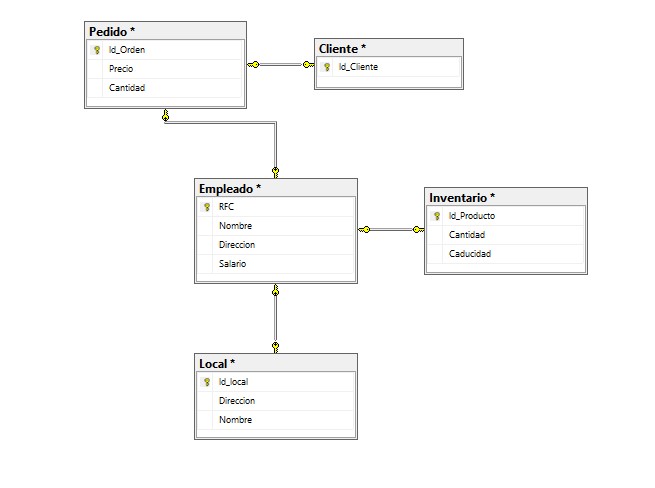 Pedido *
Id_Orden
Precio
Cantidad
Cliente *
Id_Cliente
Empleado *
RFC
Nombre
Direccion
Salario
Inventario *
Id_Producto
Cantidad
Caducidad
Local *
Id_local
Direccion
Nombre